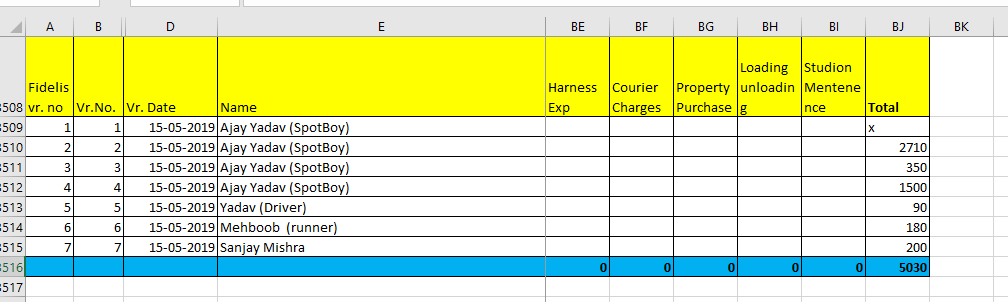 A B D E BE BF BG BH BI BJ BK
Loading Studion
Fidelis Harness Courier Property unloadin Mentene
508 vr. no Vr.No. Vr. Date Name Exp Charges Purchase g nce Total
509 1 1 15-05-2019 Ajay Yadav (SpotBoy) x
510 2 2 15-05-2019 Ajay Yadav (SpotBoy) 2710
511 3 3 15-05-2019 Ajay Yadav (SpotBoy) 350
512 4 4 15-05-2019 Ajay Yadav (SpotBoy) 1500
513 5 5 15-05-2019 Yadav (Driver) 90
514 6 6 15-05-2019 Mehboob (runner) 180
515 7 7 15-05-2019 Sanjay Mishra 200
516 0 0 0 0 0 5030
517